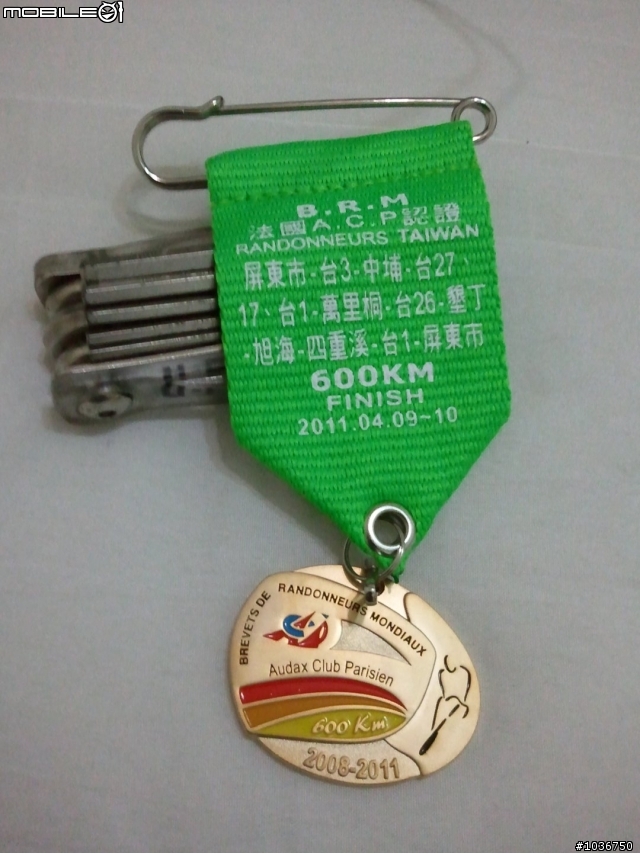 MOBILE01
B.R.M
法國A.C.P認證
RANDONNEURS TAIWAN
屏東市-台3-中埔-台27、
17、台1-萬里桐-台26-墾丁
-旭海-四重溪-台1-屏東市
600KM
FINISH
2011.04.09~10
BREVETS DE RANDONNEURS MONDIAUX
Audax Club Parisien
600 Km
2008-2011
#1036750